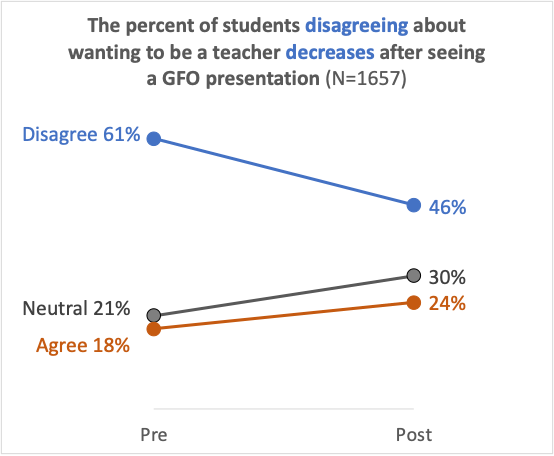 The percent of students disagreeing about
wanting to be a teacher decreases after seeing
a GFO presentation (N=1657)
Disagree 61%
46%
30%
Neutral 21%
24%
Agree 18%
Pre
Post